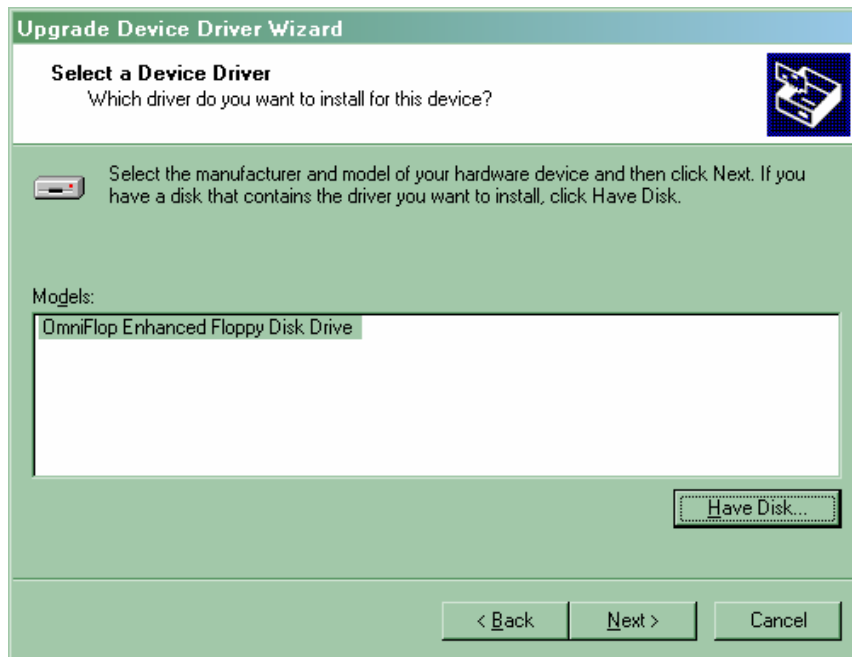 Upgrade Device Driver Wizard
Select a Device Driver
Which driver do you want to install for this device?
Select the manufacturer and model of your hardware device and then click Next. If you
have a disk that contains the driver you want to install, click Have Disk.
Models:
OmniFlop Enhanced Floppy Disk Drive
Have Disk...
< Back Next > Cancel